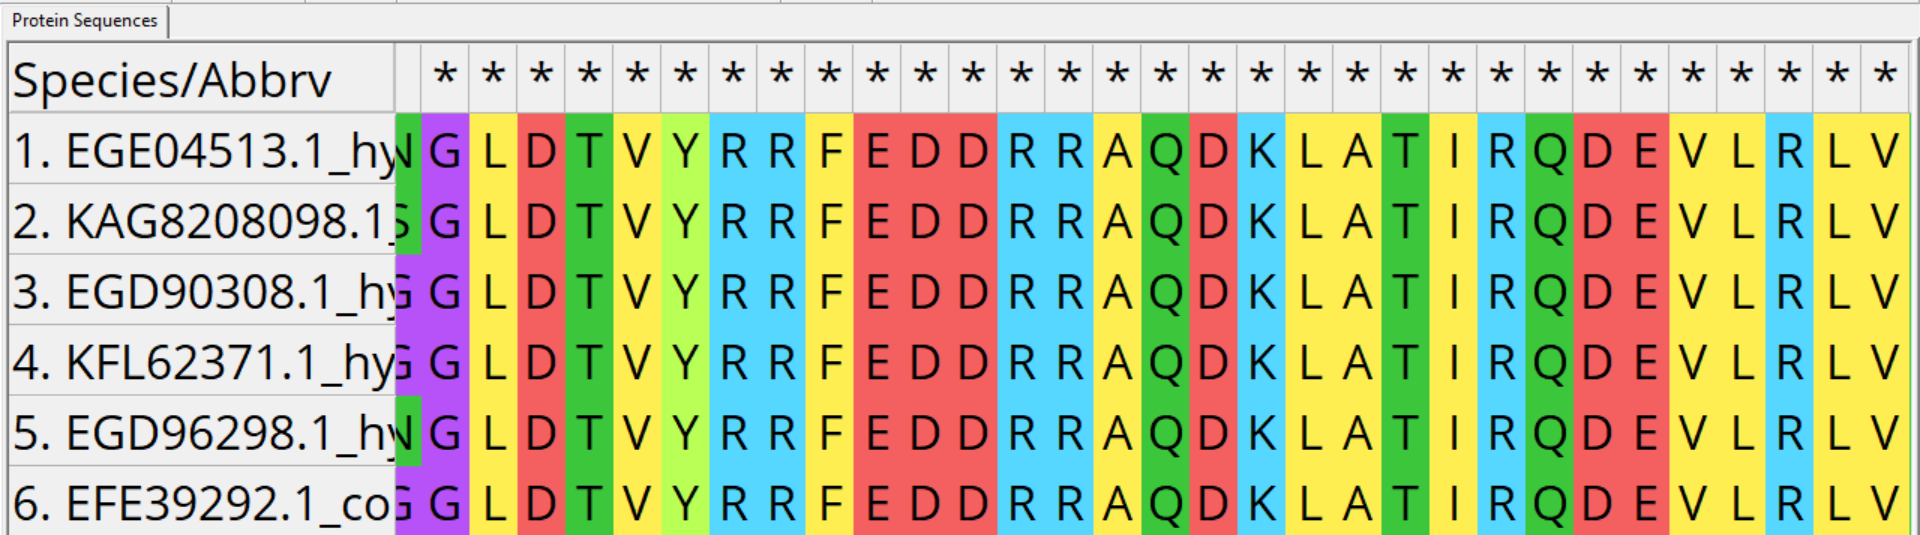 Protein Sequences
Species/Abbrv * * * * * * * * * * * * * * * * * * * * * * * * * * * * * * *
1. EGE04513.1_hy N G L D T V Y R R F E D D R R A Q D K L A T I R Q D E V L R L V
2. KAG8208098.1_ S G L D T V Y R R F E D D R R A Q D K L A T I R Q D E V L R L V
3. EGD90308.1_hy G G L D T V Y R R F E D D R R A Q D K L A T I R Q D E V L R L V
4. KFL62371.1_hy G G L D T V Y R R F E D D R R A Q D K L A T I R Q D E V L R L V
5. EGD96298.1_hy N G L D T V Y R R F E D D R R A Q D K L A T I R Q D E V L R L V
6. EFE39292.1_co G G L D T V Y R R F E D D R R A Q D K L A T I R Q D E V L R L V